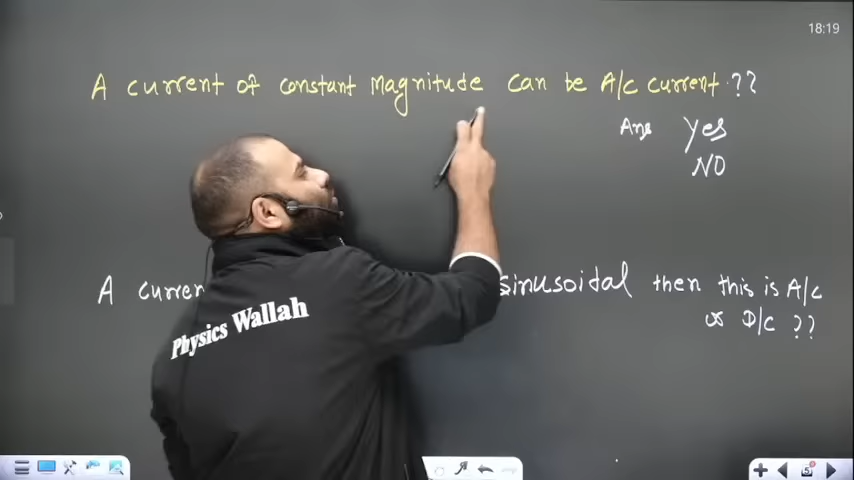 18:19
A current of constant Magnitude can be A/c current ??
Ans Yes
NO
A curren sinusoidal then this is A/c
or D/c ??
Physics Wallah